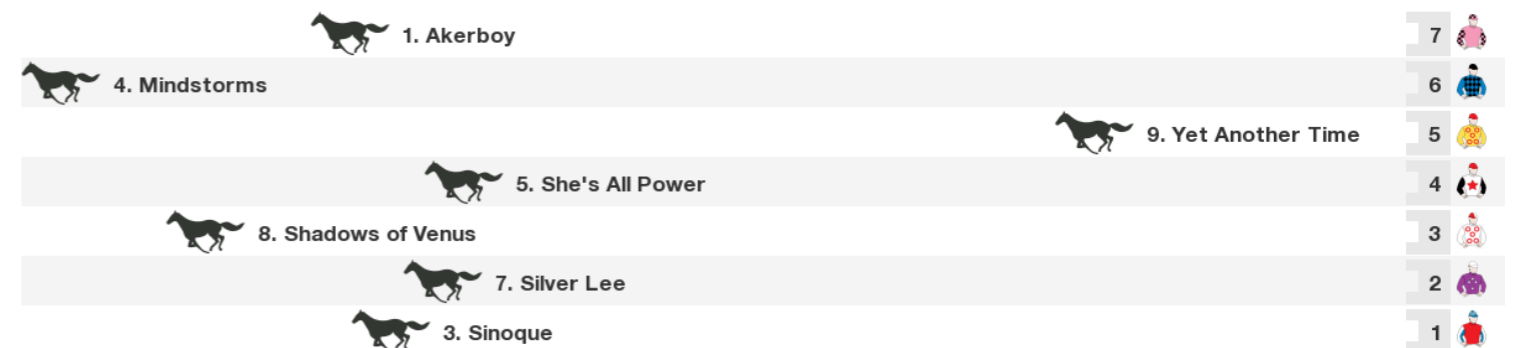 1. Akerboy 7
4. Mindstorms 6
9. Yet Another Time 5
5. She's All Power 4
8. Shadows of Venus 3
7. Silver Lee 2
3. Sinoque 1